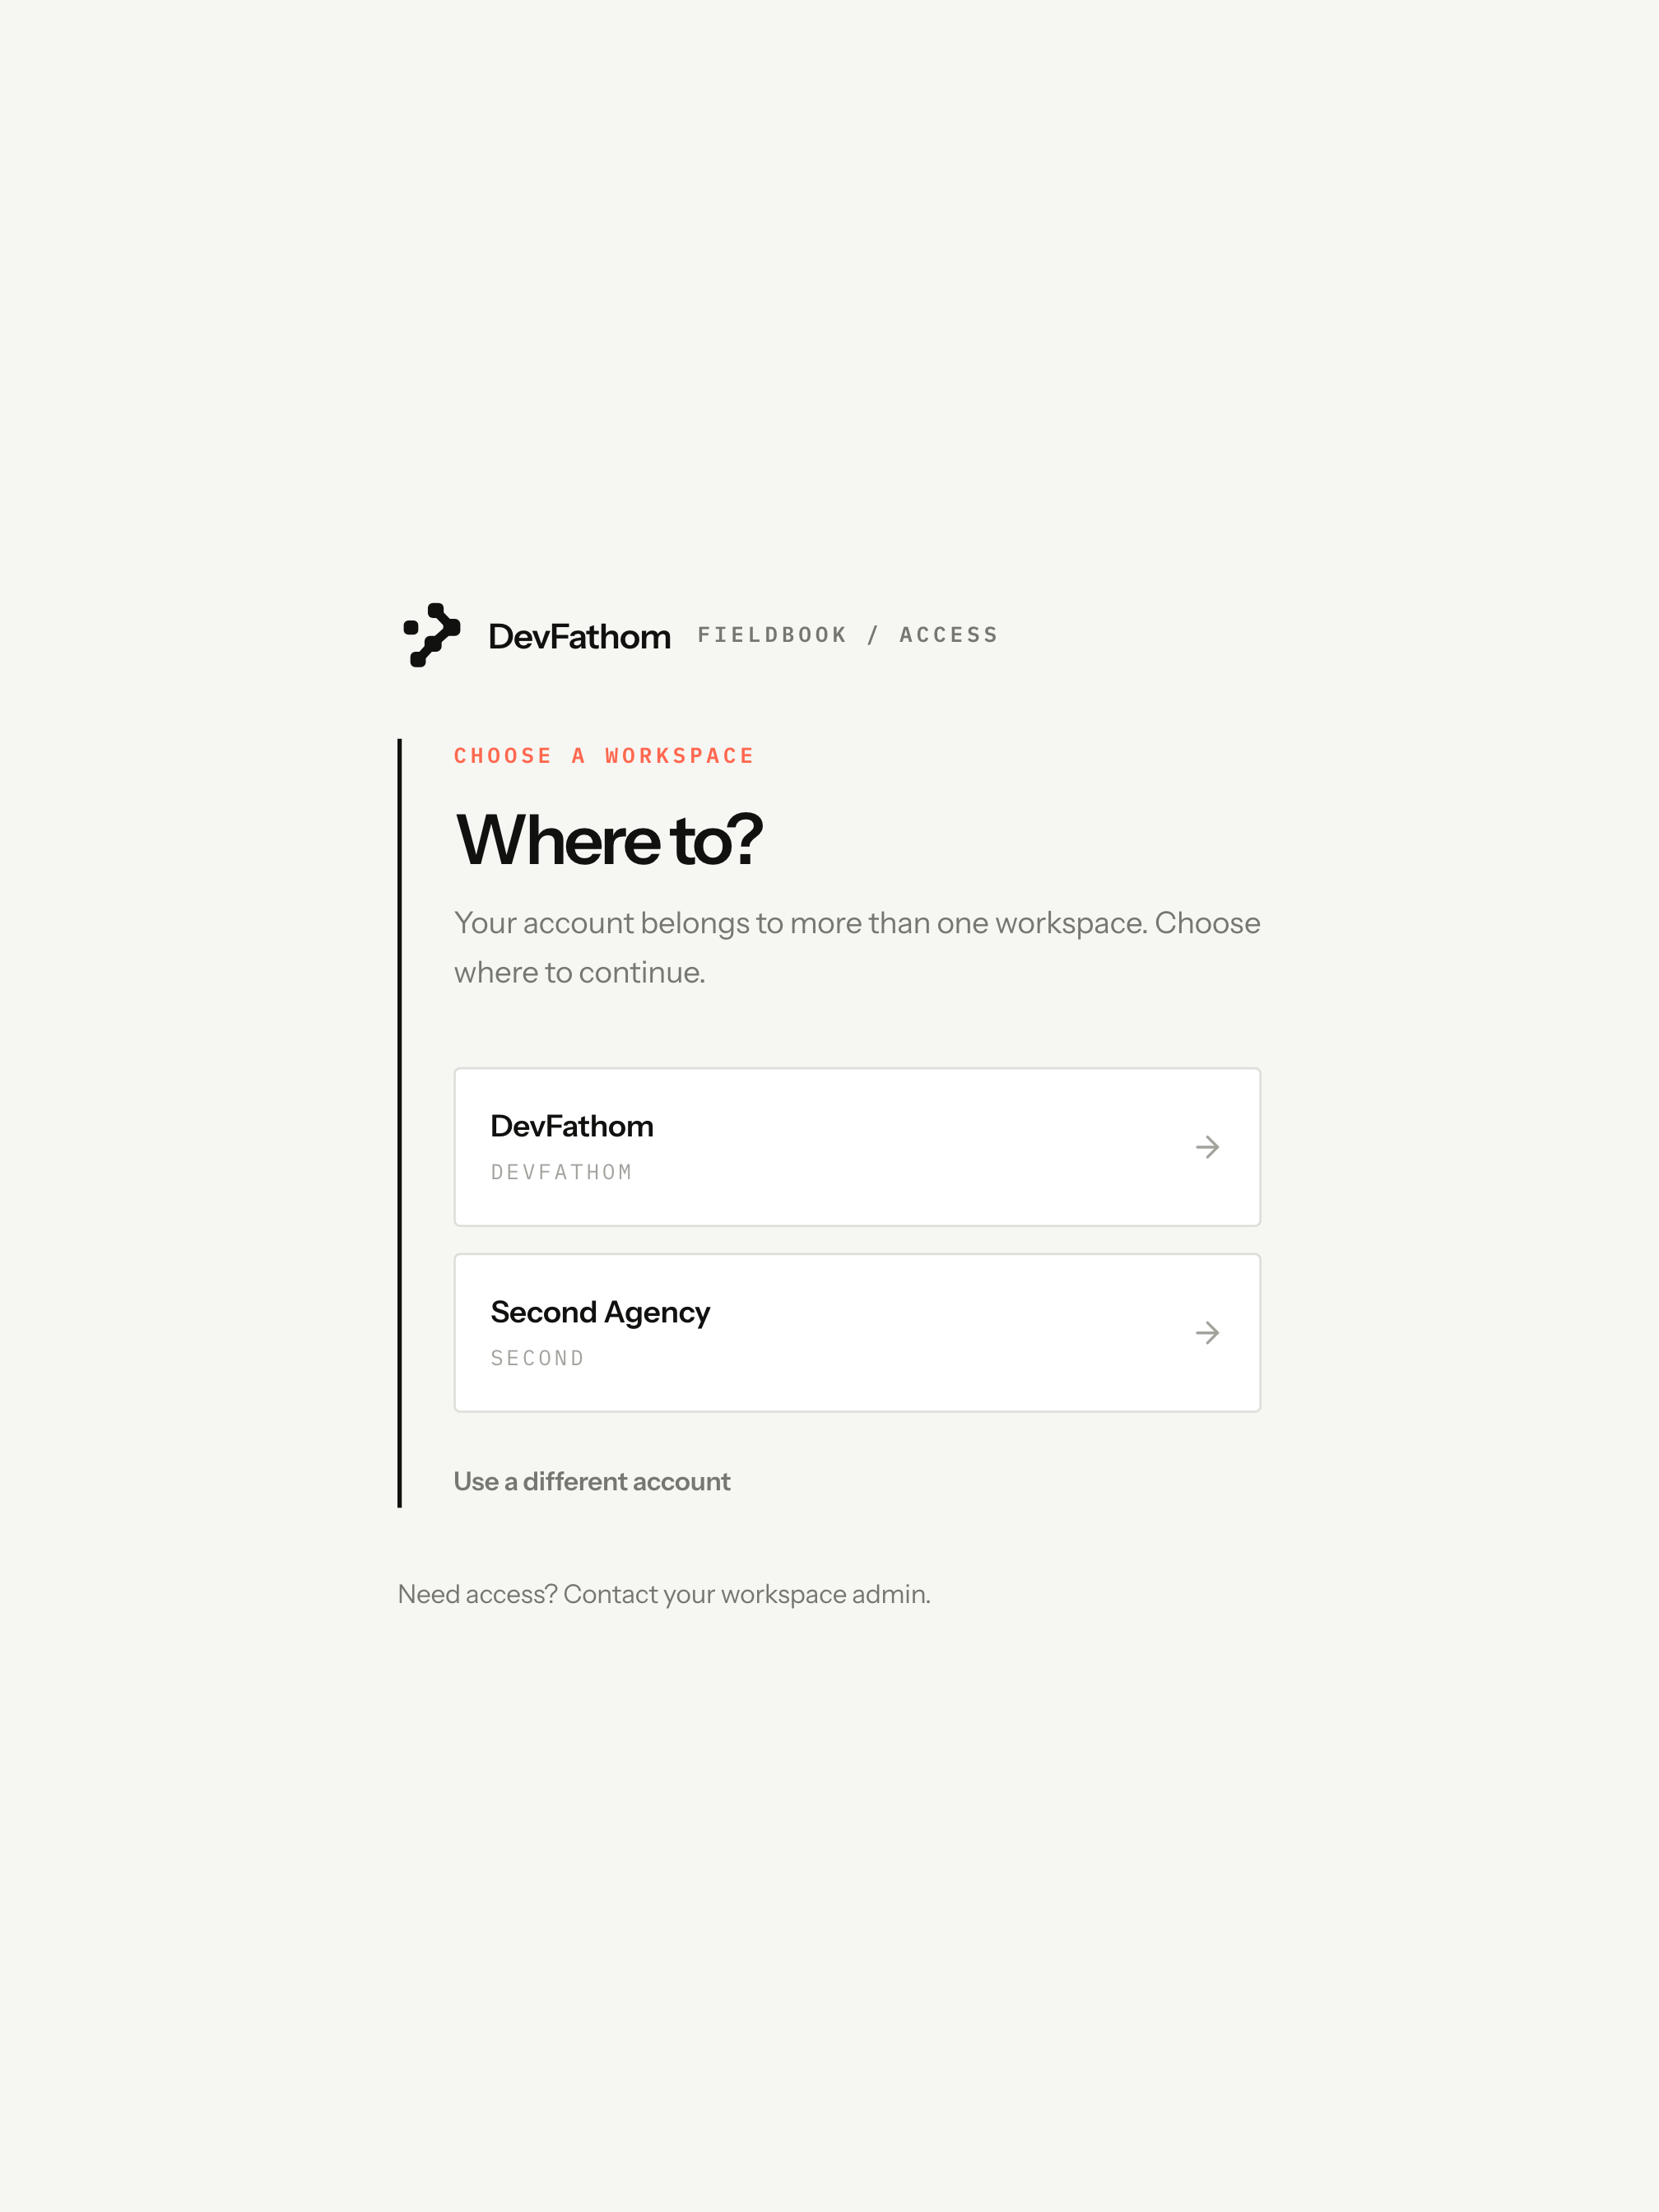 DevFathom FIELDBOOK / ACCESS
CHOOSE A WORKSPACE
Where to?
Your account belongs to more than one workspace. Choose
where to continue.
DevFathom
DEVFATHOM
Second Agency
SECOND
Use a different account
Need access? Contact your workspace admin.